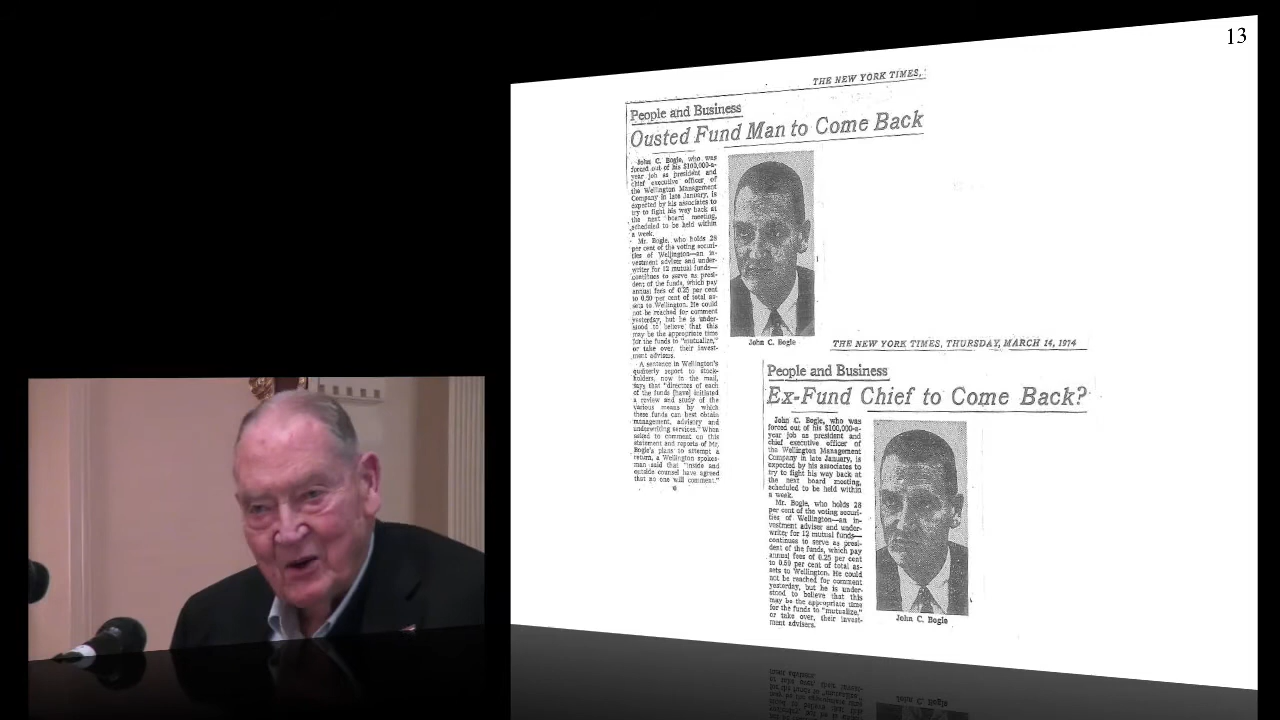 13
THE NEW YORK TIMES,
People and Business
Ousted Fund Man to Come Back
John C. Bogle, who was
forced out of his $100,000-a-
year job as president and
chief executive officer of
the Wellington Management
Company in late January, is
expected by his associates to
try to fight his way back at
the next board meeting,
scheduled to be held within
a week.
Mr. Bogle, who holds 28
per cent of the voting securi-
ties of Wellington—an in-
vestment adviser and under-
writer for 12 mutual funds—
continues to serve as presi-
dent of the funds, which pay
annual fees of 0.25 per cent
to 0.50 per cent of total as-
sets to Wellington. He could
not be reached for comment
yesterday, but he is under-
stood to believe that this
may be the appropriate time
for the funds to "mutualize,"
or take over, their invest-
ment advisers.
A sentence in Wellington's
quarterly report to stock-
holders, now in the mail,
says that "directors of each
of the funds [have] initiated
a review and study of the
various means by which
these funds can best obtain
management, advisory and
underwriting services." When
asked to comment on this
statement and reports of Mr.
Bogle's plans to attempt a
return, a Wellington spokes-
man said that "inside and
outside counsel have agreed
that no one will comment."
John C. Bogle
THE NEW YORK TIMES, THURSDAY, MARCH 14, 1974
People and Business
Ex-Fund Chief to Come Back?
John C. Bogle, who was
forced out of his $100,000-a-
year job as president and
chief executive officer of
the Wellington Management
Company in late January, is
expected by his associates to
try to fight his way back at
the next board meeting,
scheduled to be held within
a week.
Mr. Bogle, who holds 28
per cent of the voting securi-
ties of Wellington—an in-
vestment adviser and under-
writer for 12 mutual funds—
continues to serve as presi-
dent of the funds, which pay
annual fees of 0.25 per cent
to 0.50 per cent of total as-
sets to Wellington. He could
not be reached for comment
yesterday, but he is under-
stood to believe that this
may be the appropriate time
for the funds to "mutualize,"
or take over, their invest-
ment advisers.
John C. Bogle